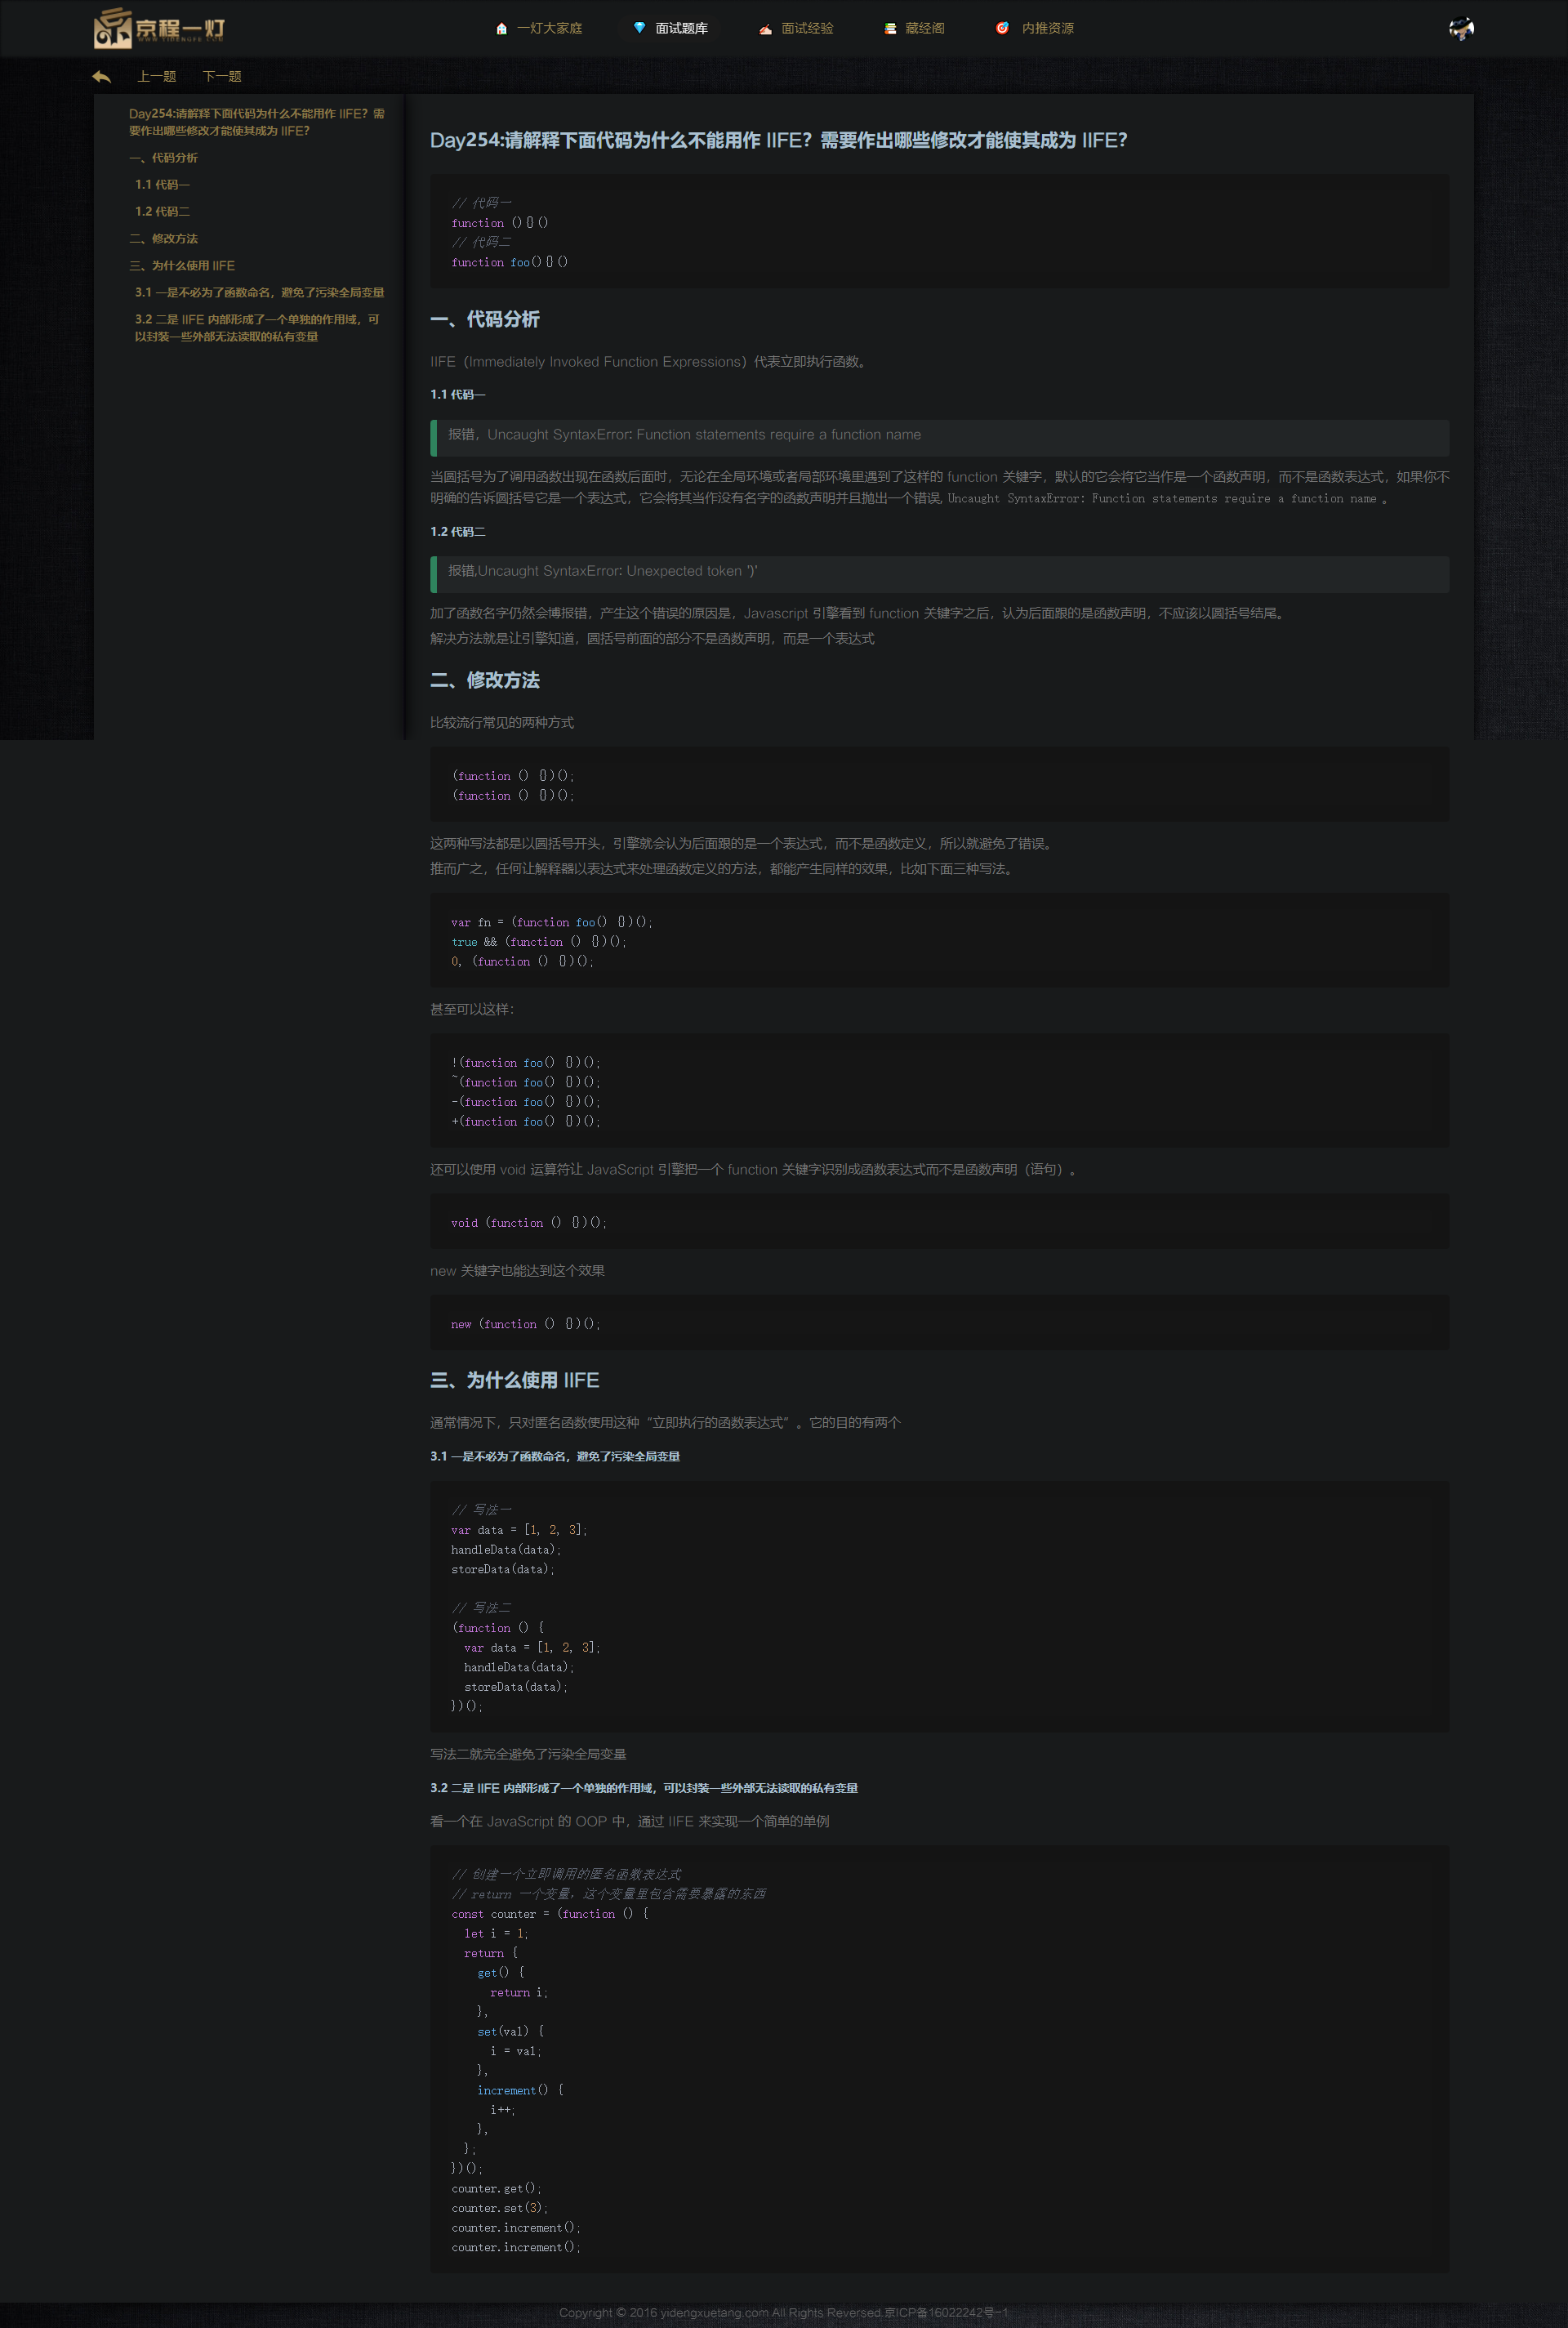 京程一灯
WWW.YIDENGFE.COM
一灯大家庭
面试题库
面试经验
藏经阁
内推资源
上一题
下一题
Day254:请解释下面代码为什么不能用作 IIFE？需
要作出哪些修改才能使其成为 IIFE?
一、代码分析
1.1 代码一
1.2 代码二
二、修改方法
三、为什么使用 IIFE
3.1 一是不必为了函数命名，避免了污染全局变量
3.2 二是 IIFE 内部形成了一个单独的作用域，可
以封装一些外部无法读取的私有变量
Day254:请解释下面代码为什么不能用作 IIFE？需要作出哪些修改才能使其成为 IIFE?
// 代码一
function (){}()
// 代码二
function foo(){}()
一、代码分析
IIFE（Immediately Invoked Function Expressions）代表立即执行函数。
1.1 代码一
报错，Uncaught SyntaxError: Function statements require a function name
当圆括号为了调用函数出现在函数后面时，无论在全局环境或者局部环境里遇到了这样的 function 关键字，默认的它会将它当作是一个函数声明，而不是函数表达式，如果你不
明确的告诉圆括号它是一个表达式，它会将其当作没有名字的函数声明并且抛出一个错误, Uncaught SyntaxError: Function statements require a function name 。
1.2 代码二
报错,Uncaught SyntaxError: Unexpected token ')'
加了函数名字仍然会博报错，产生这个错误的原因是，Javascript 引擎看到 function 关键字之后，认为后面跟的是函数声明，不应该以圆括号结尾。
解决方法就是让引擎知道，圆括号前面的部分不是函数声明，而是一个表达式
二、修改方法
比较流行常见的两种方式
(function () {})();
(function () {})();
这两种写法都是以圆括号开头，引擎就会认为后面跟的是一个表达式，而不是函数定义，所以就避免了错误。
推而广之，任何让解释器以表达式来处理函数定义的方法，都能产生同样的效果，比如下面三种写法。
var fn = (function foo() {})();
true && (function () {})();
0, (function () {})();
甚至可以这样：
!(function foo() {})();
~(function foo() {})();
-(function foo() {})();
+(function foo() {})();
还可以使用 void 运算符让 JavaScript 引擎把一个 function 关键字识别成函数表达式而不是函数声明（语句）。
void (function () {})();
new 关键字也能达到这个效果
new (function () {})();
三、为什么使用 IIFE
通常情况下，只对匿名函数使用这种“立即执行的函数表达式”。它的目的有两个
3.1 一是不必为了函数命名，避免了污染全局变量
// 写法一
var data = [1, 2, 3];
handleData(data);
storeData(data);
// 写法二
(function () {
var data = [1, 2, 3];
handleData(data);
storeData(data);
})();
写法二就完全避免了污染全局变量
3.2 二是 IIFE 内部形成了一个单独的作用域，可以封装一些外部无法读取的私有变量
看一个在 JavaScript 的 OOP 中，通过 IIFE 来实现一个简单的单例
// 创建一个立即调用的匿名函数表达式
// return 一个变量，这个变量里包含需要暴露的东西
const counter = (function () {
let i = 1;
return {
get() {
return i;
},
set(val) {
i = val;
},
increment() {
i++;
},
};
})();
counter.get();
counter.set(3);
counter.increment();
counter.increment();
Copyright © 2016 yidengxuetang.com All Rights Reversed.京ICP备16022242号-1